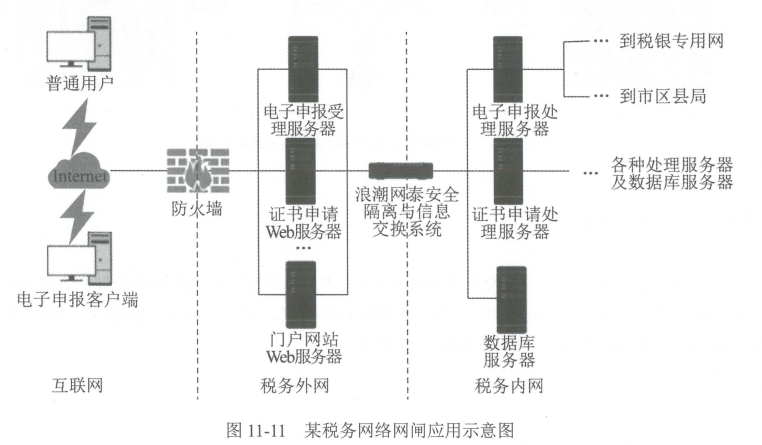 普通用户
Internet
电子申报客户端
互联网
防火墙
电子申报受
理服务器
证书申请
Web服务器
...
门户网站
Web服务器
税务外网
浪潮网泰安全
隔离与信息
交换系统
电子申报处
理服务器
证书申请处
理服务器
数据库
服务器
税务内网
... 到税银专用网
... 到市区县局
... 各种处理服务器
及数据库服务器
图 11-11 某税务网络网闸应用示意图